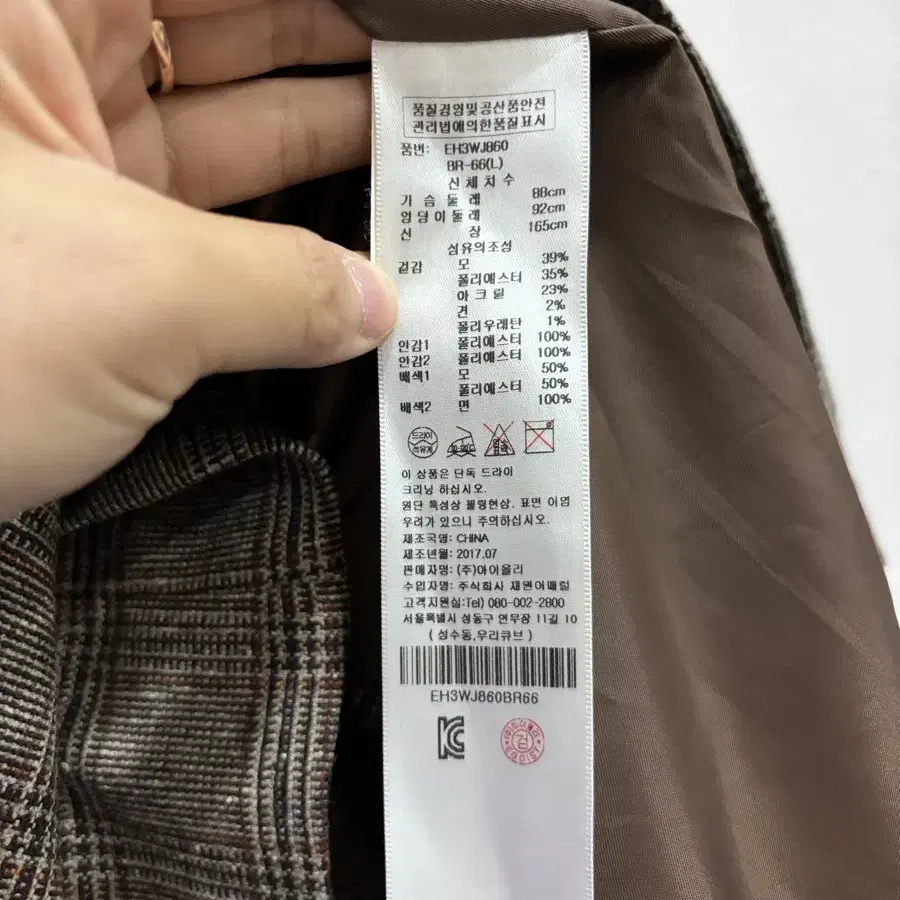 품질경영및공산품안전
관리법에의한품질표시
품번: EH3WJ860
BR-66(L)
신체치수
가슴둘레 88cm
엉덩이둘레 92cm
신장 165cm
섬유의조성
겉감 모 39%
폴리에스터 35%
아크릴 23%
견 2%
폴리우레탄 1%
안감1 폴리에스터 100%
안감2 폴리에스터 100%
배색1 모 50%
폴리에스터 50%
배색2 면 100%
드라이
석유계
이 상품은 단독 드라이
크리닝 하십시오.
원단 특성상 필링현상, 표면 이염
우려가 있으니 주의하십시오.
제조국명: CHINA
제조년월: 2017.07
판매자명: (주)아이올리
수입자명: 주식회사 재원어패럴
고객지원실:Tel) 080-002-2800
서울특별시 성동구 연무장 11길 10
(성수동,우리큐브)
EH3WJ860BR66
검